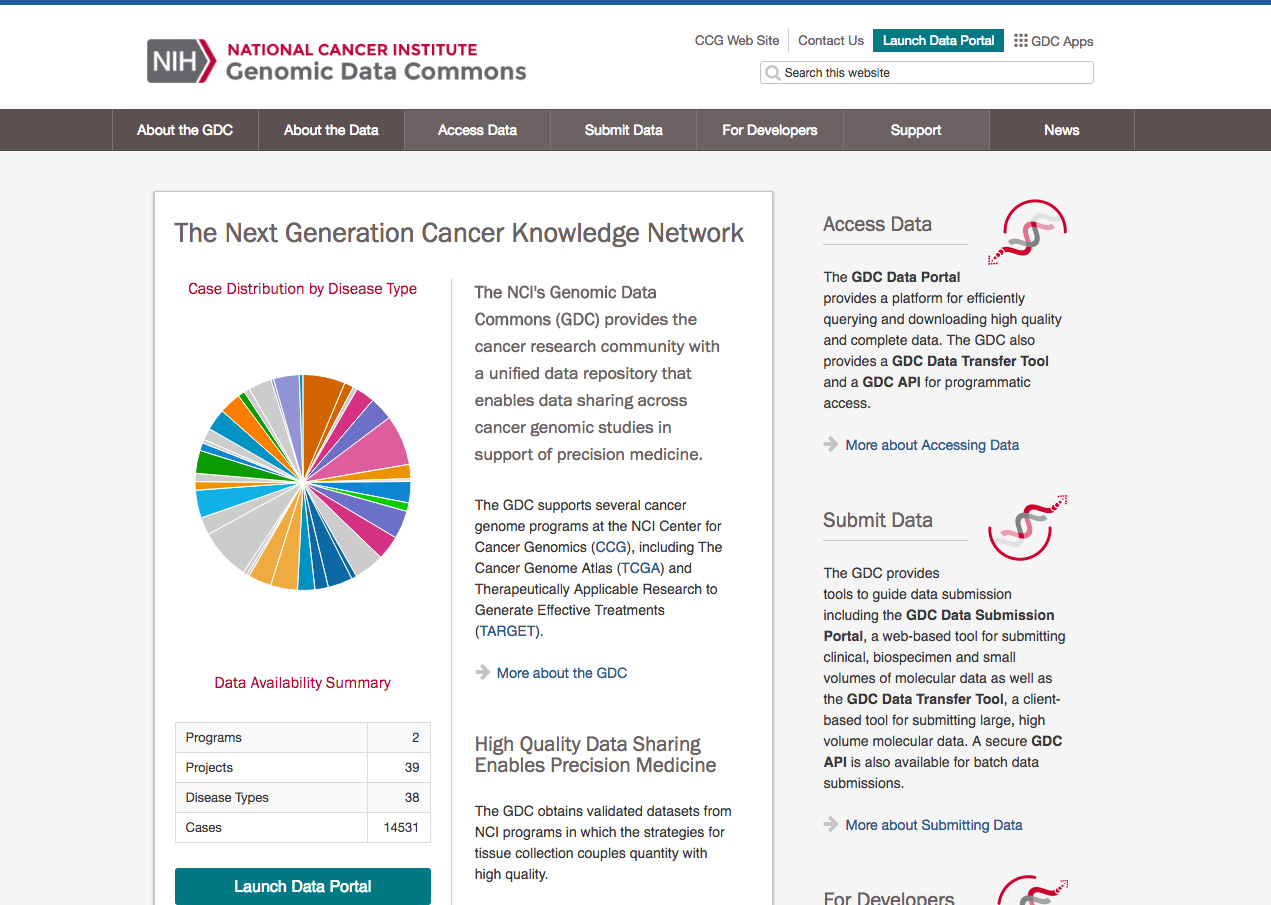 NIH
NATIONAL CANCER INSTITUTE
Genomic Data Commons
CCG Web Site
Contact Us
Launch Data Portal
GDC Apps
Search this website
About the GDC
About the Data
Access Data
Submit Data
For Developers
Support
News
The Next Generation Cancer Knowledge Network
Case Distribution by Disease Type
Data Availability Summary
Programs 2
Projects 39
Disease Types 38
Cases 14531
Launch Data Portal
The NCI's Genomic Data
Commons (GDC) provides the
cancer research community with
a unified data repository that
enables data sharing across
cancer genomic studies in
support of precision medicine.
The GDC supports several cancer
genome programs at the NCI Center for
Cancer Genomics (CCG), including The
Cancer Genome Atlas (TCGA) and
Therapeutically Applicable Research to
Generate Effective Treatments
(TARGET).
More about the GDC
High Quality Data Sharing
Enables Precision Medicine
The GDC obtains validated datasets from
NCI programs in which the strategies for
tissue collection couples quantity with
high quality.
Access Data
The GDC Data Portal
provides a platform for efficiently
querying and downloading high quality
and complete data. The GDC also
provides a GDC Data Transfer Tool
and a GDC API for programmatic
access.
More about Accessing Data
Submit Data
The GDC provides
tools to guide data submission
including the GDC Data Submission
Portal, a web-based tool for submitting
clinical, biospecimen and small
volumes of molecular data as well as
the GDC Data Transfer Tool, a client-
based tool for submitting large, high
volume molecular data. A secure GDC
API is also available for batch data
submissions.
More about Submitting Data
For Developers